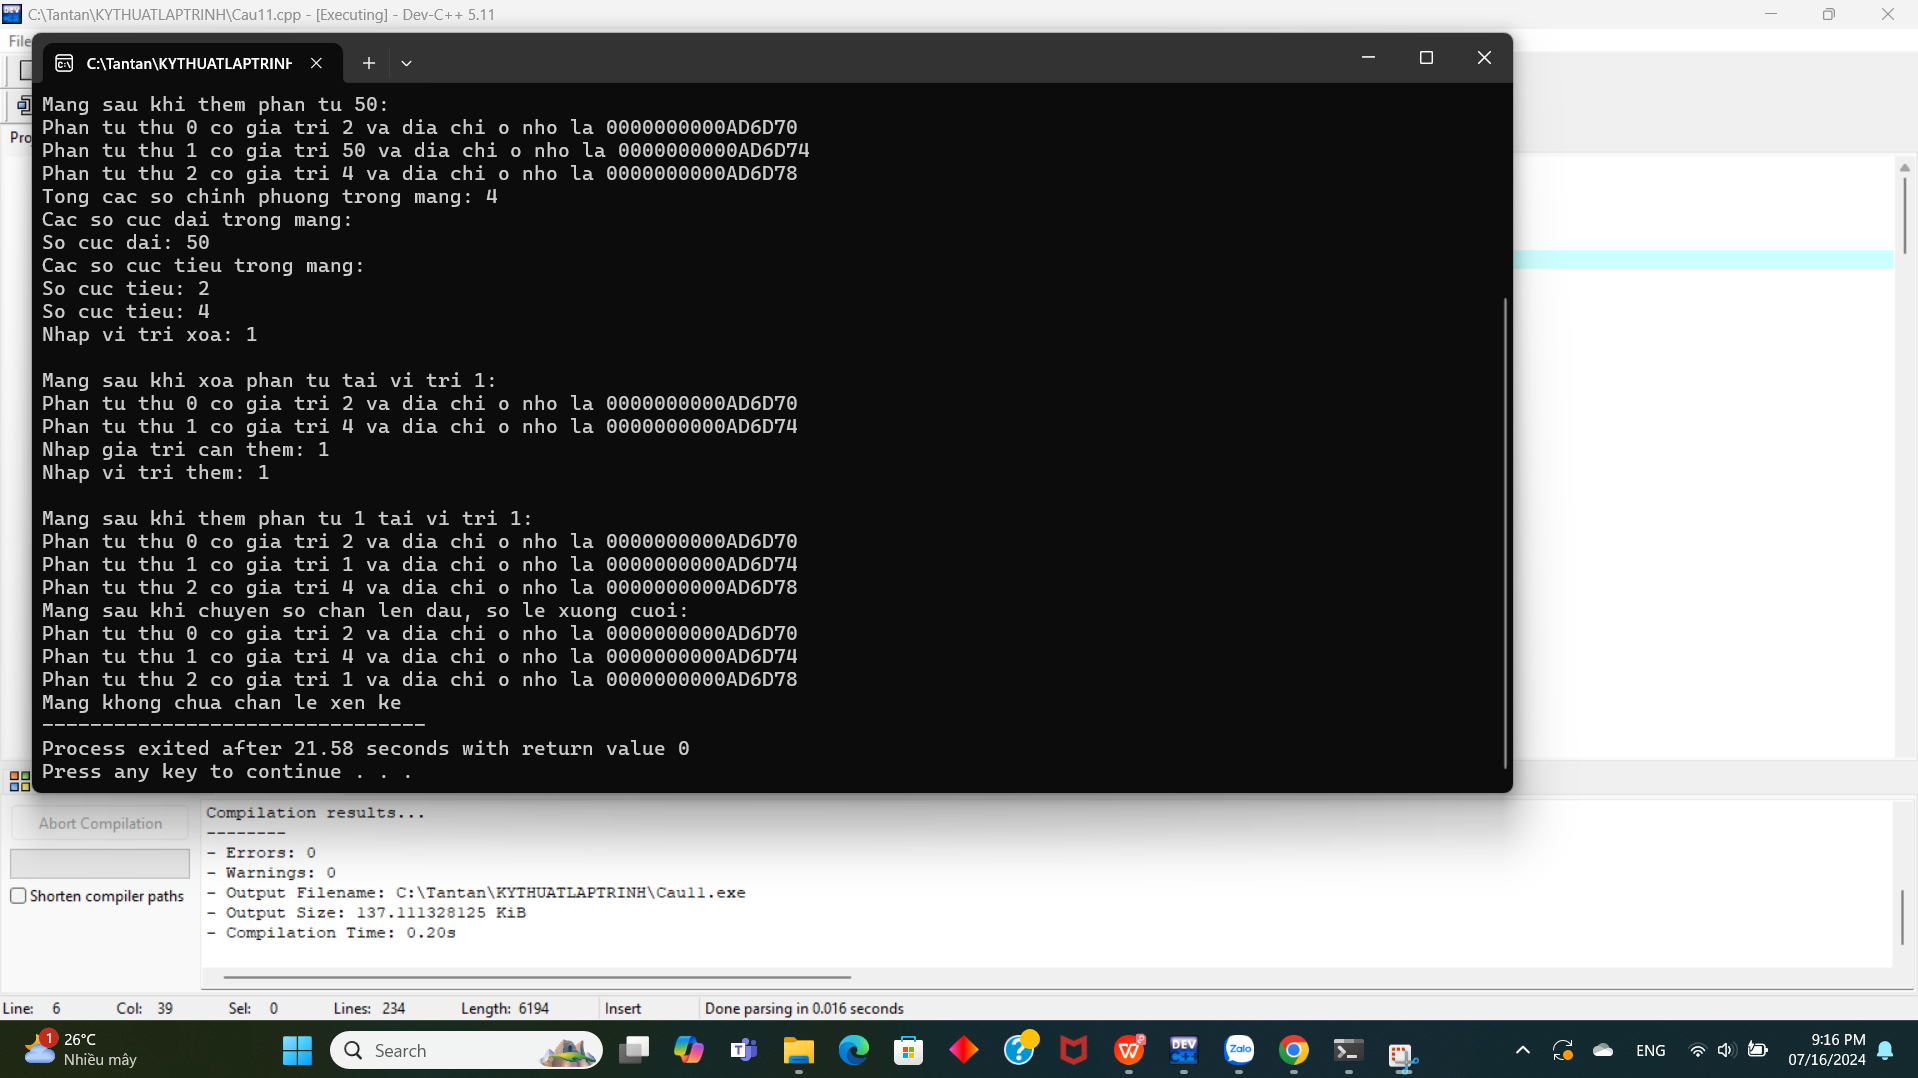 C:\Tantan\KYTHUATLAPTRINH\Cau11.cpp - [Executing] - Dev-C++ 5.11
File
C:\Tantan\KYTHUATLAPTRINH
Mang sau khi them phan tu 50:
Phan tu thu 0 co gia tri 2 va dia chi o nho la 0000000000AD6D70
Phan tu thu 1 co gia tri 50 va dia chi o nho la 0000000000AD6D74
Phan tu thu 2 co gia tri 4 va dia chi o nho la 0000000000AD6D78
Tong cac so chinh phuong trong mang: 4
Cac so cuc dai trong mang:
So cuc dai: 50
Cac so cuc tieu trong mang:
So cuc tieu: 2
So cuc tieu: 4
Nhap vi tri xoa: 1
Mang sau khi xoa phan tu tai vi tri 1:
Phan tu thu 0 co gia tri 2 va dia chi o nho la 0000000000AD6D70
Phan tu thu 1 co gia tri 4 va dia chi o nho la 0000000000AD6D74
Nhap gia tri can them: 1
Nhap vi tri them: 1
Mang sau khi them phan tu 1 tai vi tri 1:
Phan tu thu 0 co gia tri 2 va dia chi o nho la 0000000000AD6D70
Phan tu thu 1 co gia tri 1 va dia chi o nho la 0000000000AD6D74
Phan tu thu 2 co gia tri 4 va dia chi o nho la 0000000000AD6D78
Mang sau khi chuyen so chan len dau, so le xuong cuoi:
Phan tu thu 0 co gia tri 2 va dia chi o nho la 0000000000AD6D70
Phan tu thu 1 co gia tri 4 va dia chi o nho la 0000000000AD6D74
Phan tu thu 2 co gia tri 1 va dia chi o nho la 0000000000AD6D78
Mang khong chua chan le xen ke
--------------------------------
Process exited after 21.58 seconds with return value 0
Press any key to continue . . .
Abort Compilation
Shorten compiler paths
Compilation results...
--------
- Errors: 0
- Warnings: 0
- Output Filename: C:\Tantan\KYTHUATLAPTRINH\Cau11.exe
- Output Size: 137.111328125 KiB
- Compilation Time: 0.20s
Line: 6 Col: 39 Sel: 0 Lines: 234 Length: 6194 Insert Done parsing in 0.016 seconds
1
26°C
Nhiều mây
Search
DEV
Zalo
ENG
9:16 PM
07/16/2024